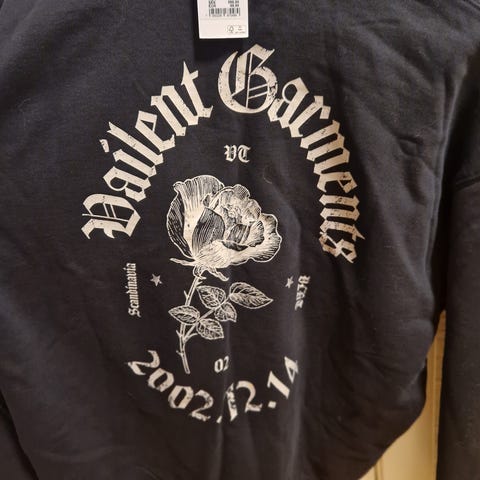 Vailent Garments
VT
Scandinavia
02
2002.12.14